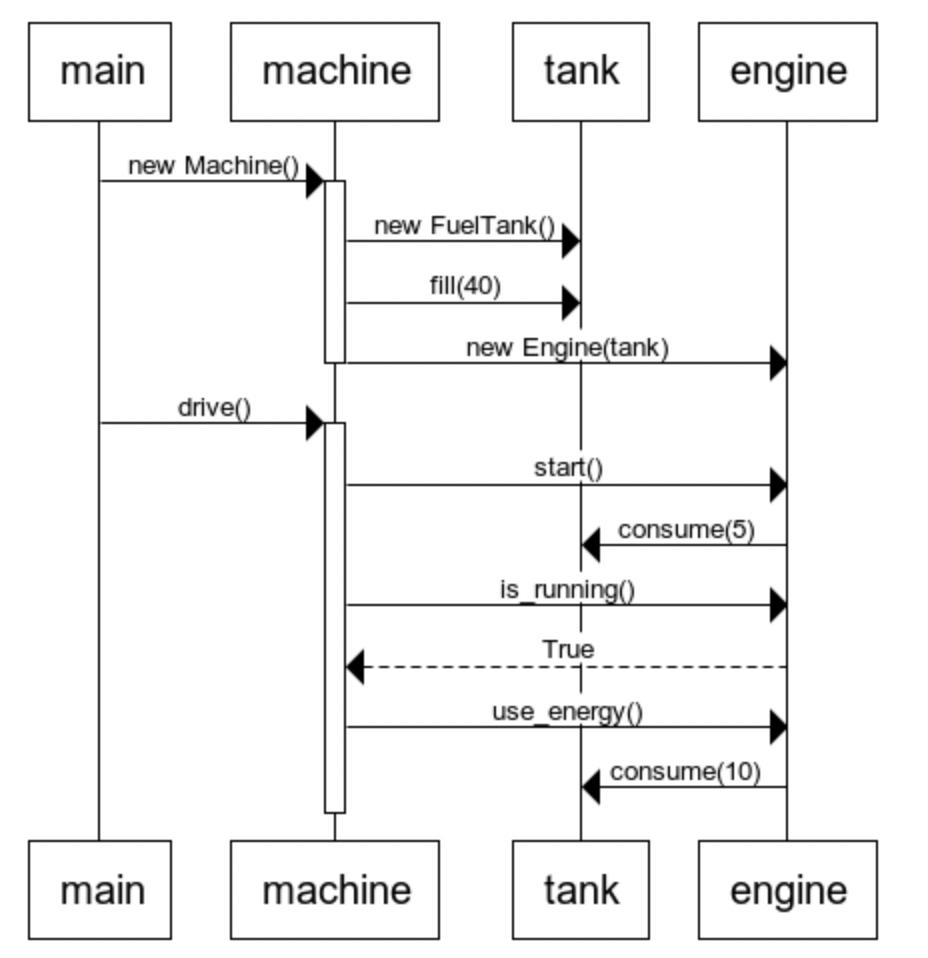 main
machine
tank
engine
new Machine()
new FuelTank()
fill(40)
new Engine(tank)
drive()
start()
consume(5)
is_running()
True
use_energy()
consume(10)
main
machine
tank
engine